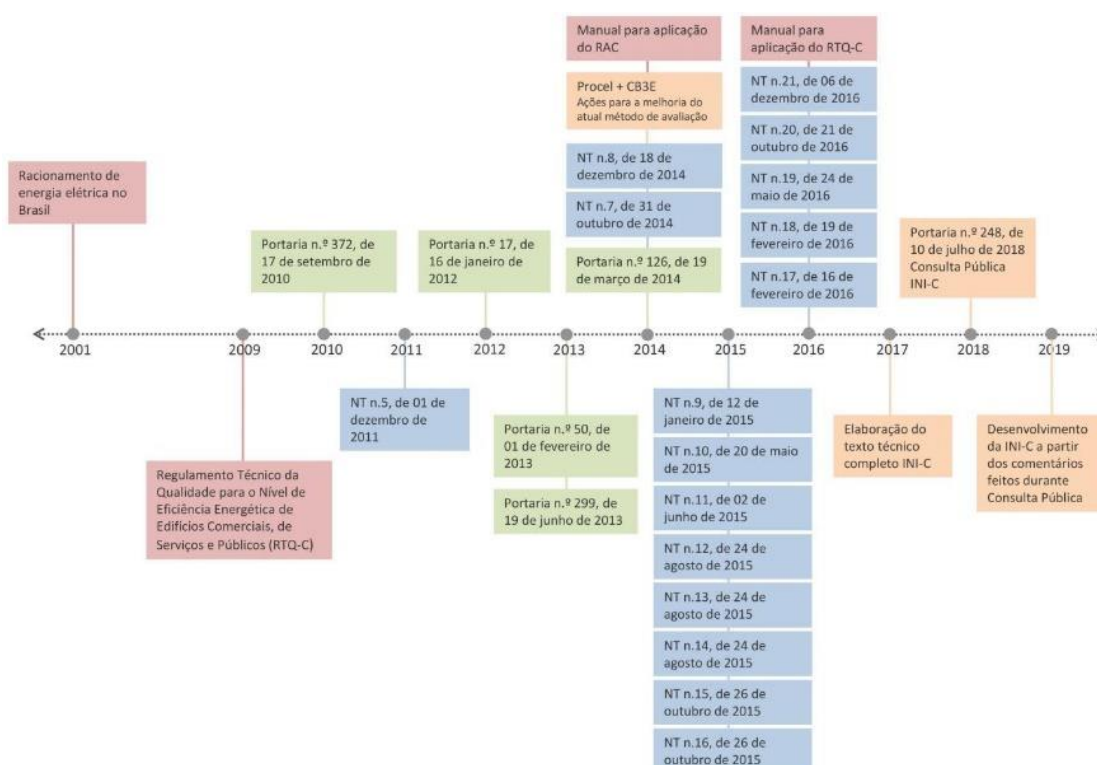 Manual para aplicação
do RAC
Manual para
aplicação do RTQ-C
Procel + CB3E
Ações para a melhoria do
atual método de avaliação
NT n.21, de 06 de
dezembro de 2016
NT n.8, de 18 de
dezembro de 2014
NT n.20, de 21 de
outubro de 2016
Racionamento de
energia elétrica no
Brasil
NT n.7, de 31 de
outubro de 2014
NT n.19, de 24 de
maio de 2016
Portaria n.º 372, de
17 de setembro de
2010
Portaria n.º 17, de
16 de janeiro de
2012
Portaria n.º 126, de 19
de março de 2014
NT n.18, de 19 de
fevereiro de 2016
NT n.17, de 16 de
fevereiro de 2016
Portaria n.º 248, de
10 de julho de 2018
Consulta Pública
INI-C
2001 2009 2010 2011 2012 2013 2014 2015 2016 2017 2018 2019
Regulamento Técnico da
Qualidade para o Nível de
Eficiência Energética de
Edifícios Comerciais, de
Serviços e Públicos (RTQ-C)
NT n.5, de 01 de
dezembro de
2011
Portaria n.º 50, de
01 de fevereiro de
2013
Portaria n.º 299, de
19 de junho de 2013
NT n.9, de 12 de
janeiro de 2015
NT n.10, de 20 de maio
de 2015
NT n.11, de 02 de
junho de 2015
NT n.12, de 24 de
agosto de 2015
NT n.13, de 24 de
agosto de 2015
NT n.14, de 24 de
agosto de 2015
NT n.15, de 26 de
outubro de 2015
NT n.16, de 26 de
outubro de 2015
Elaboração do
texto técnico
completo INI-C
Desenvolvimento
da INI-C a partir
dos comentários
feitos durante
Consulta Pública